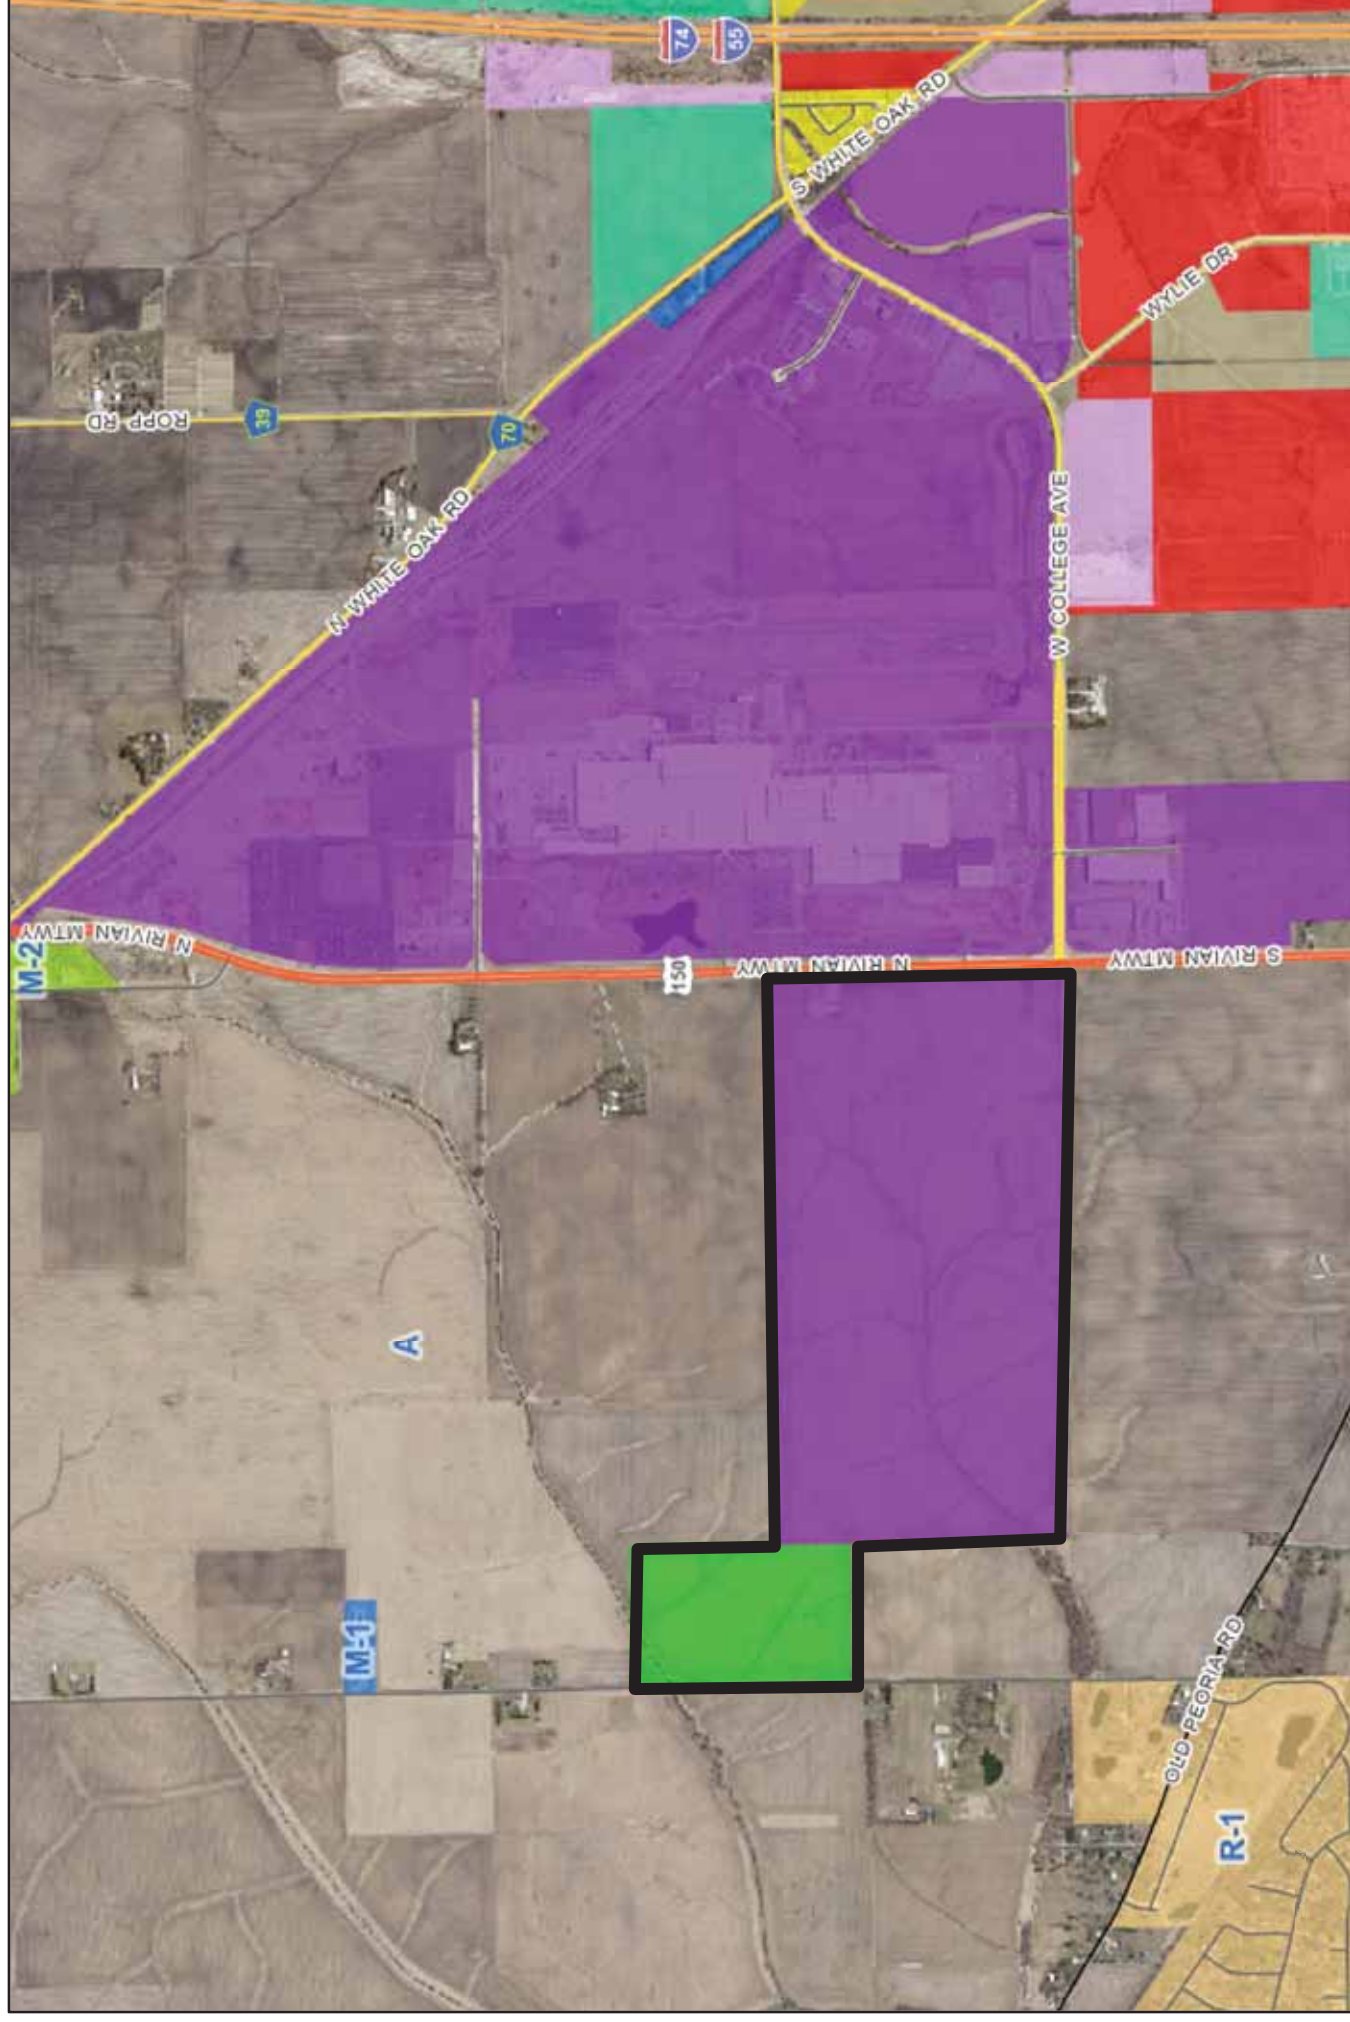 74
55
S WHITE OAK RD
WYLIE DR
ROPP RD
39
70
N WHITE OAK RD
W COLLEGE AVE
N RIVIAN MTWY
M-2
150
N RIVIAN MTWY
S RIVIAN MTWY
A
M-1
OLD PEORIA RD
R-1